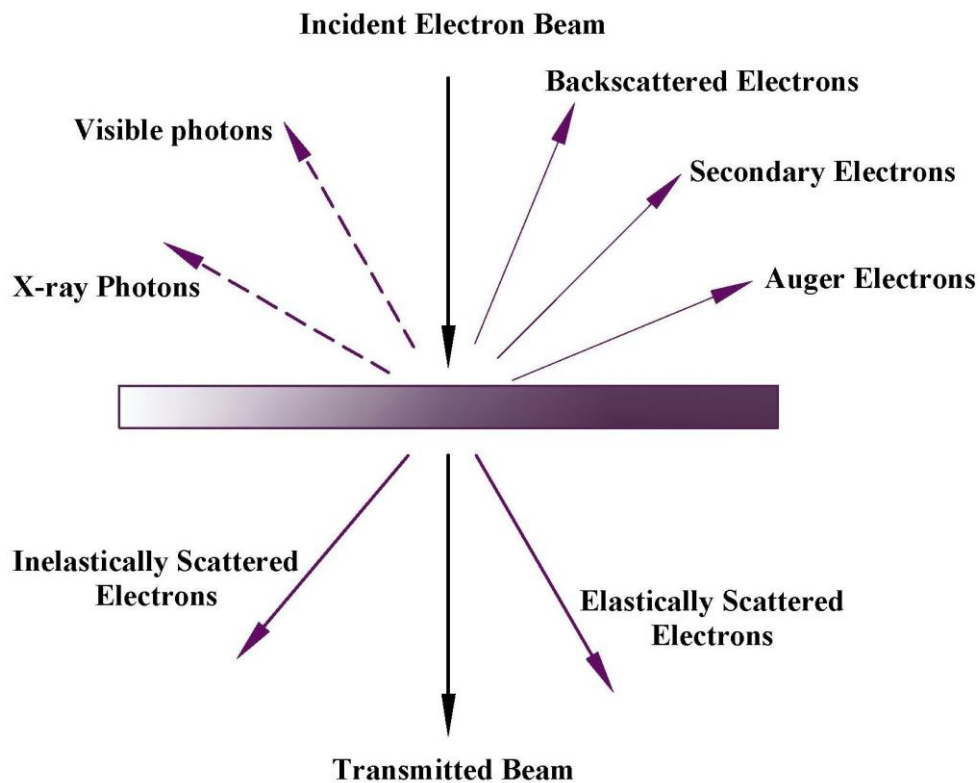 Incident Electron Beam
Backscattered Electrons
Visible photons
Secondary Electrons
X-ray Photons
Auger Electrons
Inelastically Scattered
Electrons
Elastically Scattered
Electrons
Transmitted Beam